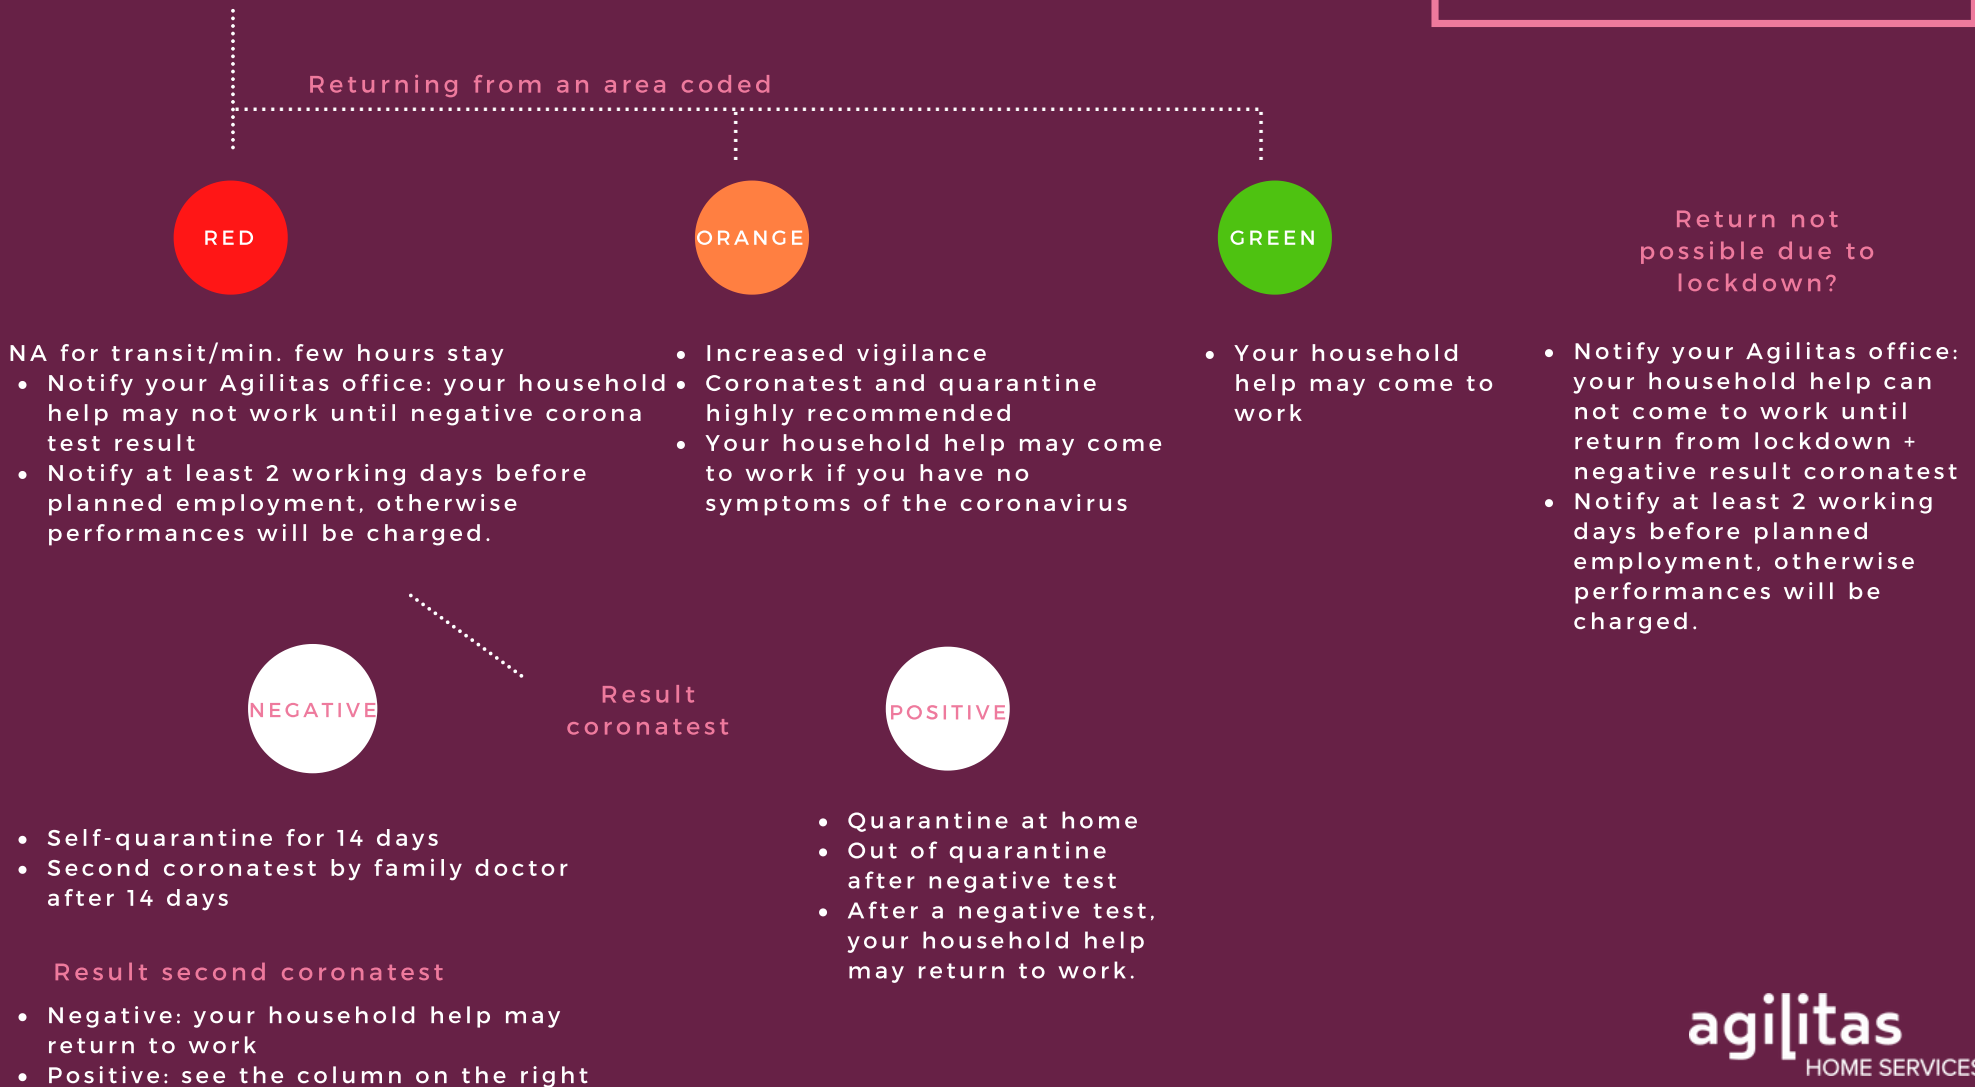 Returning from an area coded
RED
ORANGE
GREEN
Return not
possible due to
lockdown?
NA for transit/min. few hours stay
• Notify your Agilitas office: your household
help may not work until negative corona
test result
• Notify at least 2 working days before
planned employment, otherwise
performances will be charged.
• Increased vigilance
• Coronatest and quarantine
highly recommended
• Your household help may come
to work if you have no
symptoms of the coronavirus
• Your household
help may come to
work
• Notify your Agilitas office:
your household help can
not come to work until
return from lockdown +
negative result coronatest
• Notify at least 2 working
days before planned
employment, otherwise
performances will be
charged.
NEGATIVE
Result
coronatest
POSITIVE
• Self-quarantine for 14 days
• Second coronatest by family doctor
after 14 days
Result second coronatest
• Negative: your household help may
return to work
• Positive: see the column on the right
• Quarantine at home
• Out of quarantine
after negative test
• After a negative test,
your household help
may return to work.
agilitas
HOME SERVICES